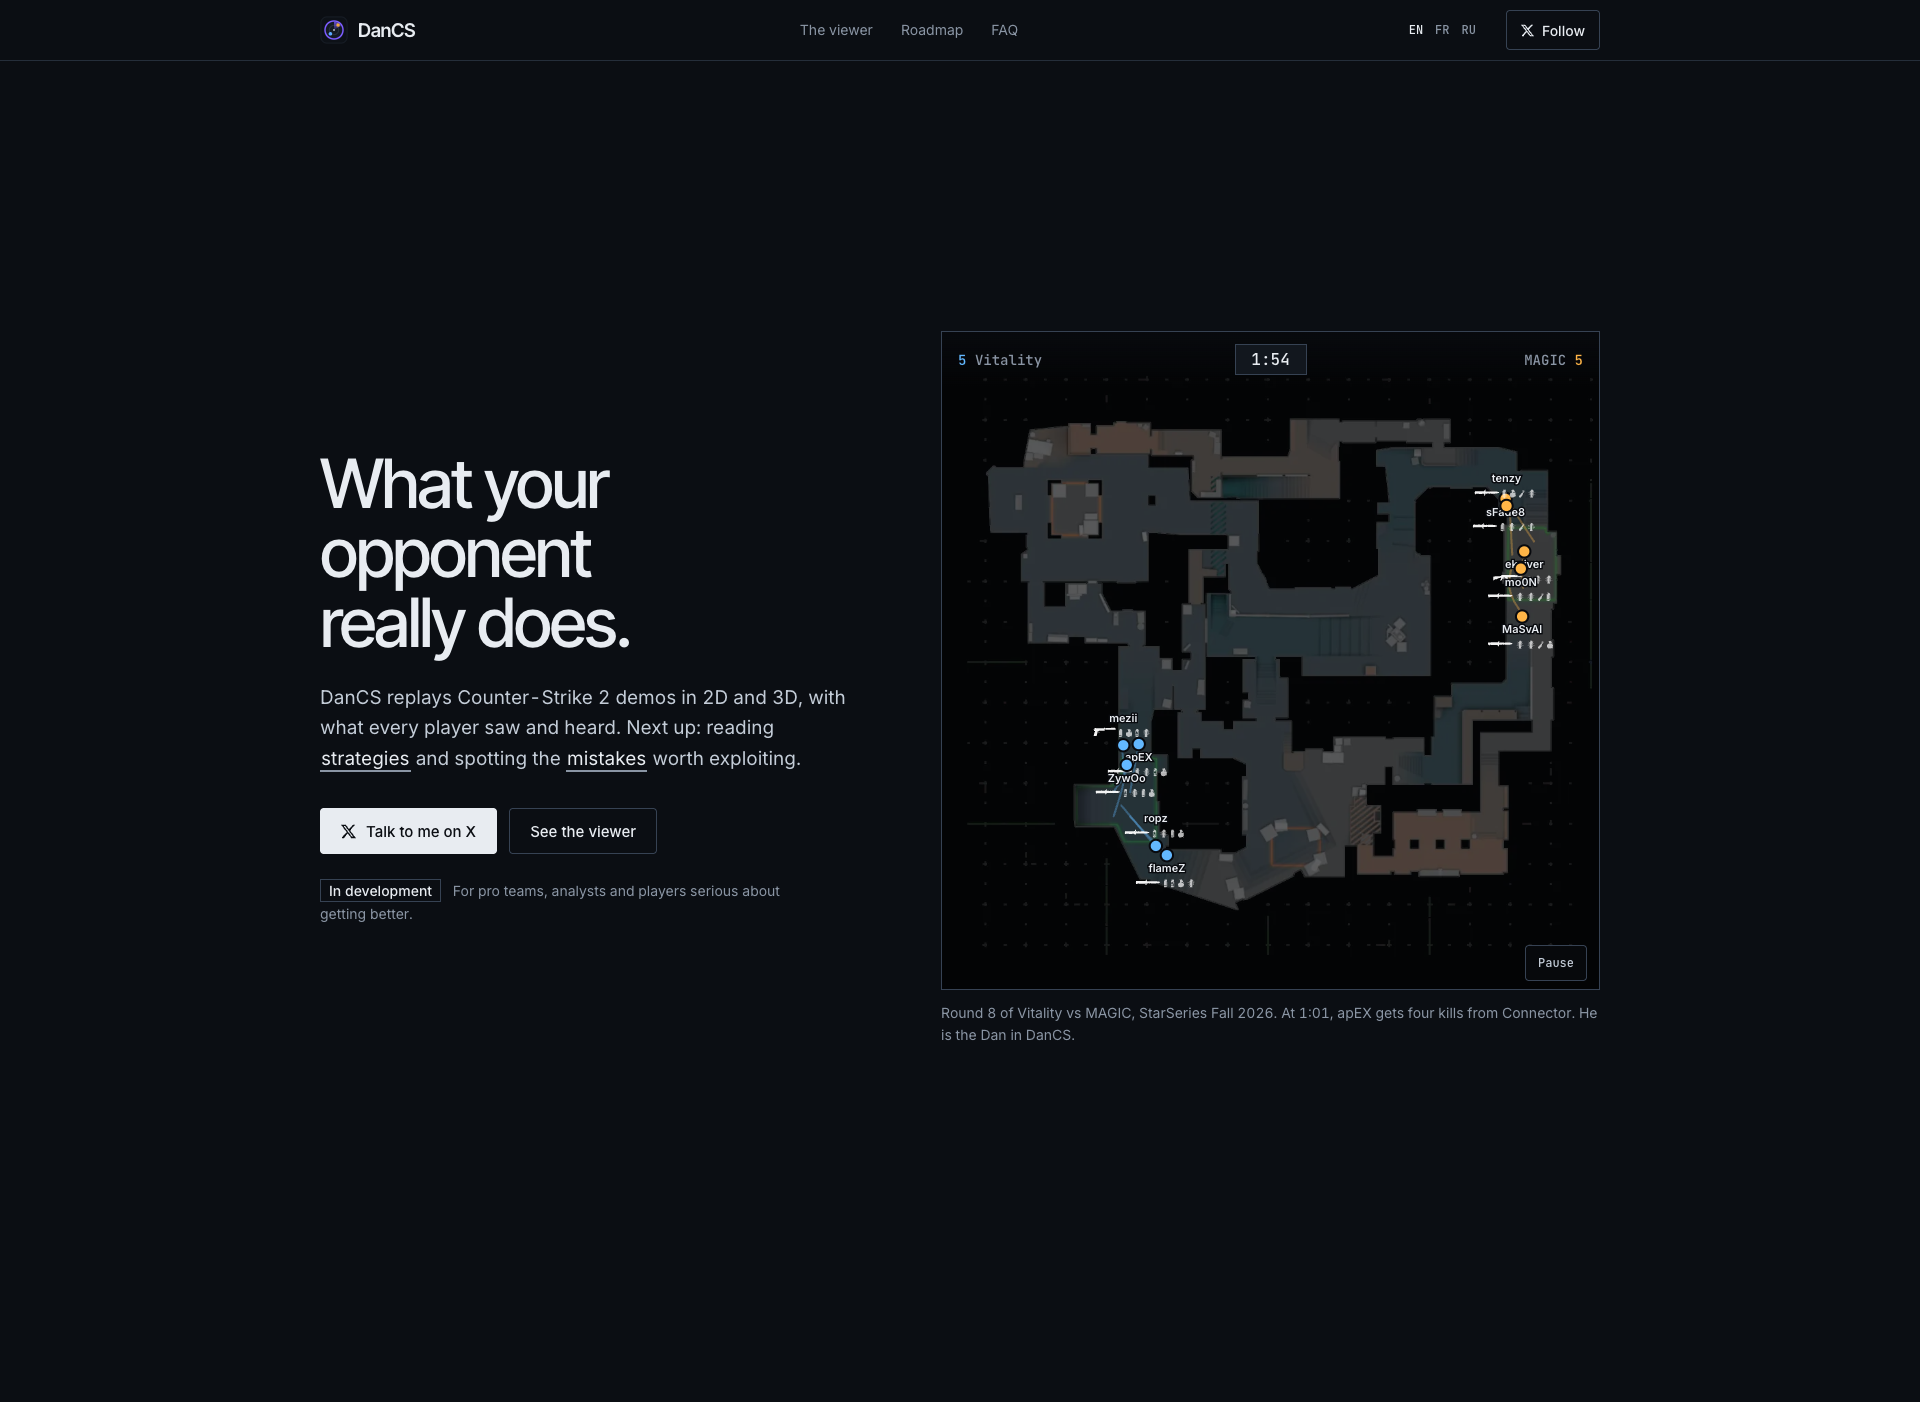 DanCS
The viewer
Roadmap
FAQ
EN FR RU
Follow
What your
opponent
really does.
DanCS replays Counter-Strike 2 demos in 2D and 3D, with
what every player saw and heard. Next up: reading
strategies and spotting the mistakes worth exploiting.
Talk to me on X
See the viewer
In development For pro teams, analysts and players serious about
getting better.
5 Vitality
1:54
MAGIC 5
tenzy
sFade8
mo0N
MaSvAl
mezii
apEX
ZywOo
ropz
flameZ
Pause
Round 8 of Vitality vs MAGIC, StarSeries Fall 2026. At 1:01, apEX gets four kills from Connector. He
is the Dan in DanCS.